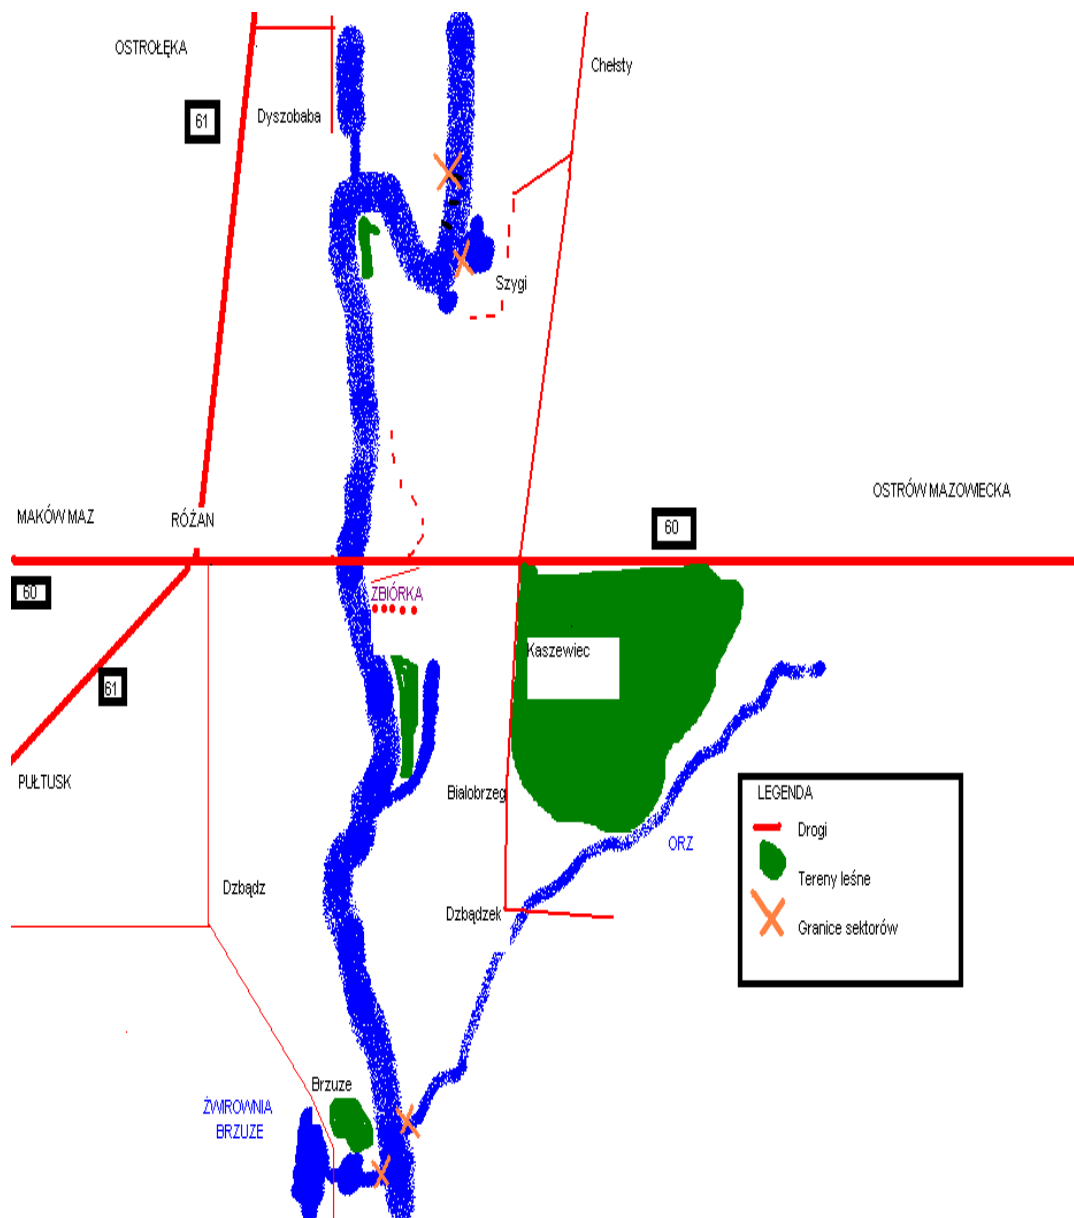 OSTROŁĘKA
Chełsty
61
Dyszobaba
Szygi
OSTRÓW MAZOWIECKA
MAKÓW MAZ
RÓŻAN
60
60
ZBIÓRKA
Kaszewiec
61
PUŁTUSK
Bialobrzeg
LEGENDA
Drogi
ORZ
Tereny leśne
Dzbądz
Dzbądzek
Granice sektorów
Brzuze
ŻWIROWNIA
BRZUZE